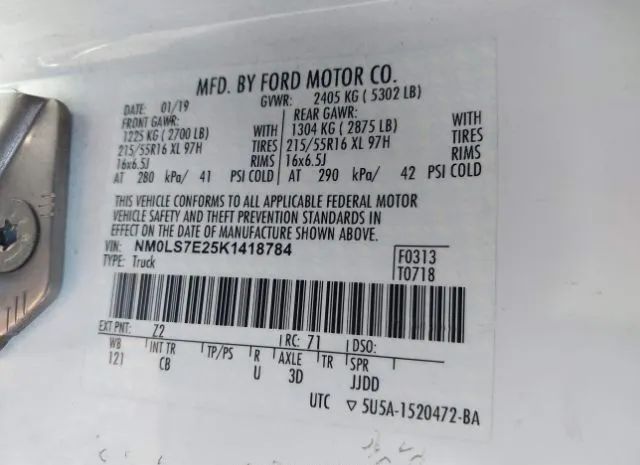 MFD. BY FORD MOTOR CO.
DATE: 01/19 GVWR: 2405 KG ( 5302 LB)
FRONT GAWR: REAR GAWR:
1225 KG ( 2700 LB) WITH 1304 KG ( 2875 LB) WITH
215/55R16 XL 97H TIRES 215/55R16 XL 97H TIRES
16x6.5J RIMS 16x6.5J RIMS
AT 280 kPa/ 41 PSI COLD AT 290 kPa/ 42 PSI COLD
THIS VEHICLE CONFORMS TO ALL APPLICABLE FEDERAL MOTOR
VEHICLE SAFETY AND THEFT PREVENTION STANDARDS IN
EFFECT ON THE DATE OF MANUFACTURE SHOWN ABOVE.
VIN: NM0LS7E25K1418784
TYPE: Truck
F0313
T0718
EXT PNT: Z2 RC: 71 DSO:
WB INT TR TP/PS R AXLE TR SPR
121 CB U 3D JJDD
UTC ▽ 5U5A-1520472-BA